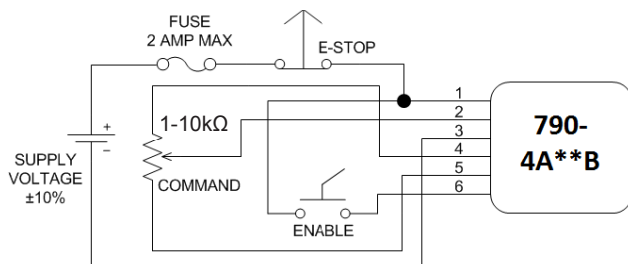 FUSE
2 AMP MAX
E-STOP
1-10kΩ
+
−
SUPPLY
VOLTAGE
±10%
COMMAND
ENABLE
1
2
3
4
5
6
790-
4A**B